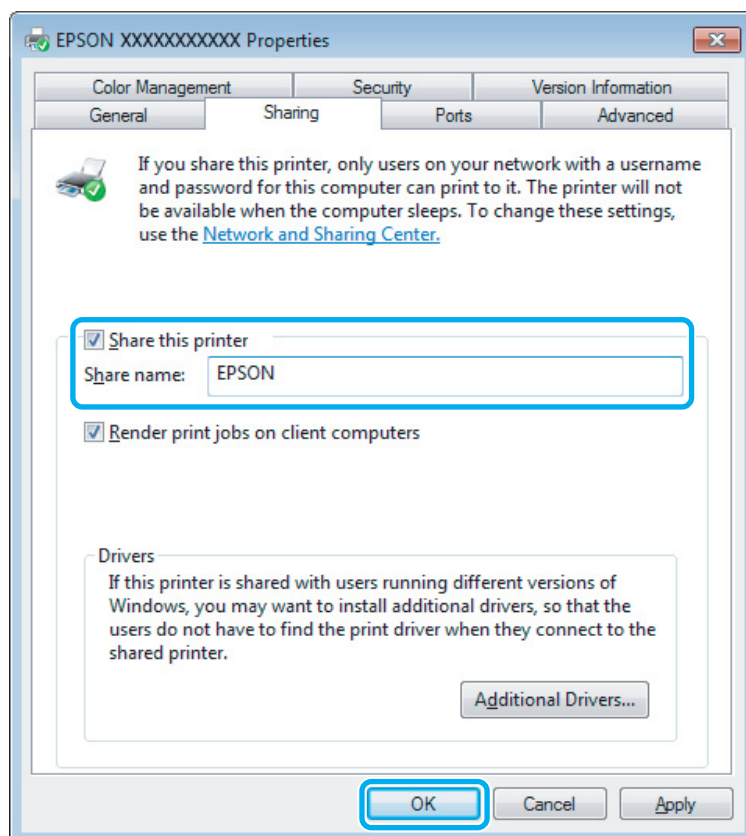 EPSON XXXXXXXXXXX Properties
Color Management Security Version Information
General Sharing Ports Advanced
If you share this printer, only users on your network with a username
and password for this computer can print to it. The printer will not
be available when the computer sleeps. To change these settings,
use the Network and Sharing Center.
Share this printer
Share name: EPSON
Render print jobs on client computers
Drivers
If this printer is shared with users running different versions of
Windows, you may want to install additional drivers, so that the
users do not have to find the print driver when they connect to the
shared printer.
Additional Drivers...
OK Cancel Apply